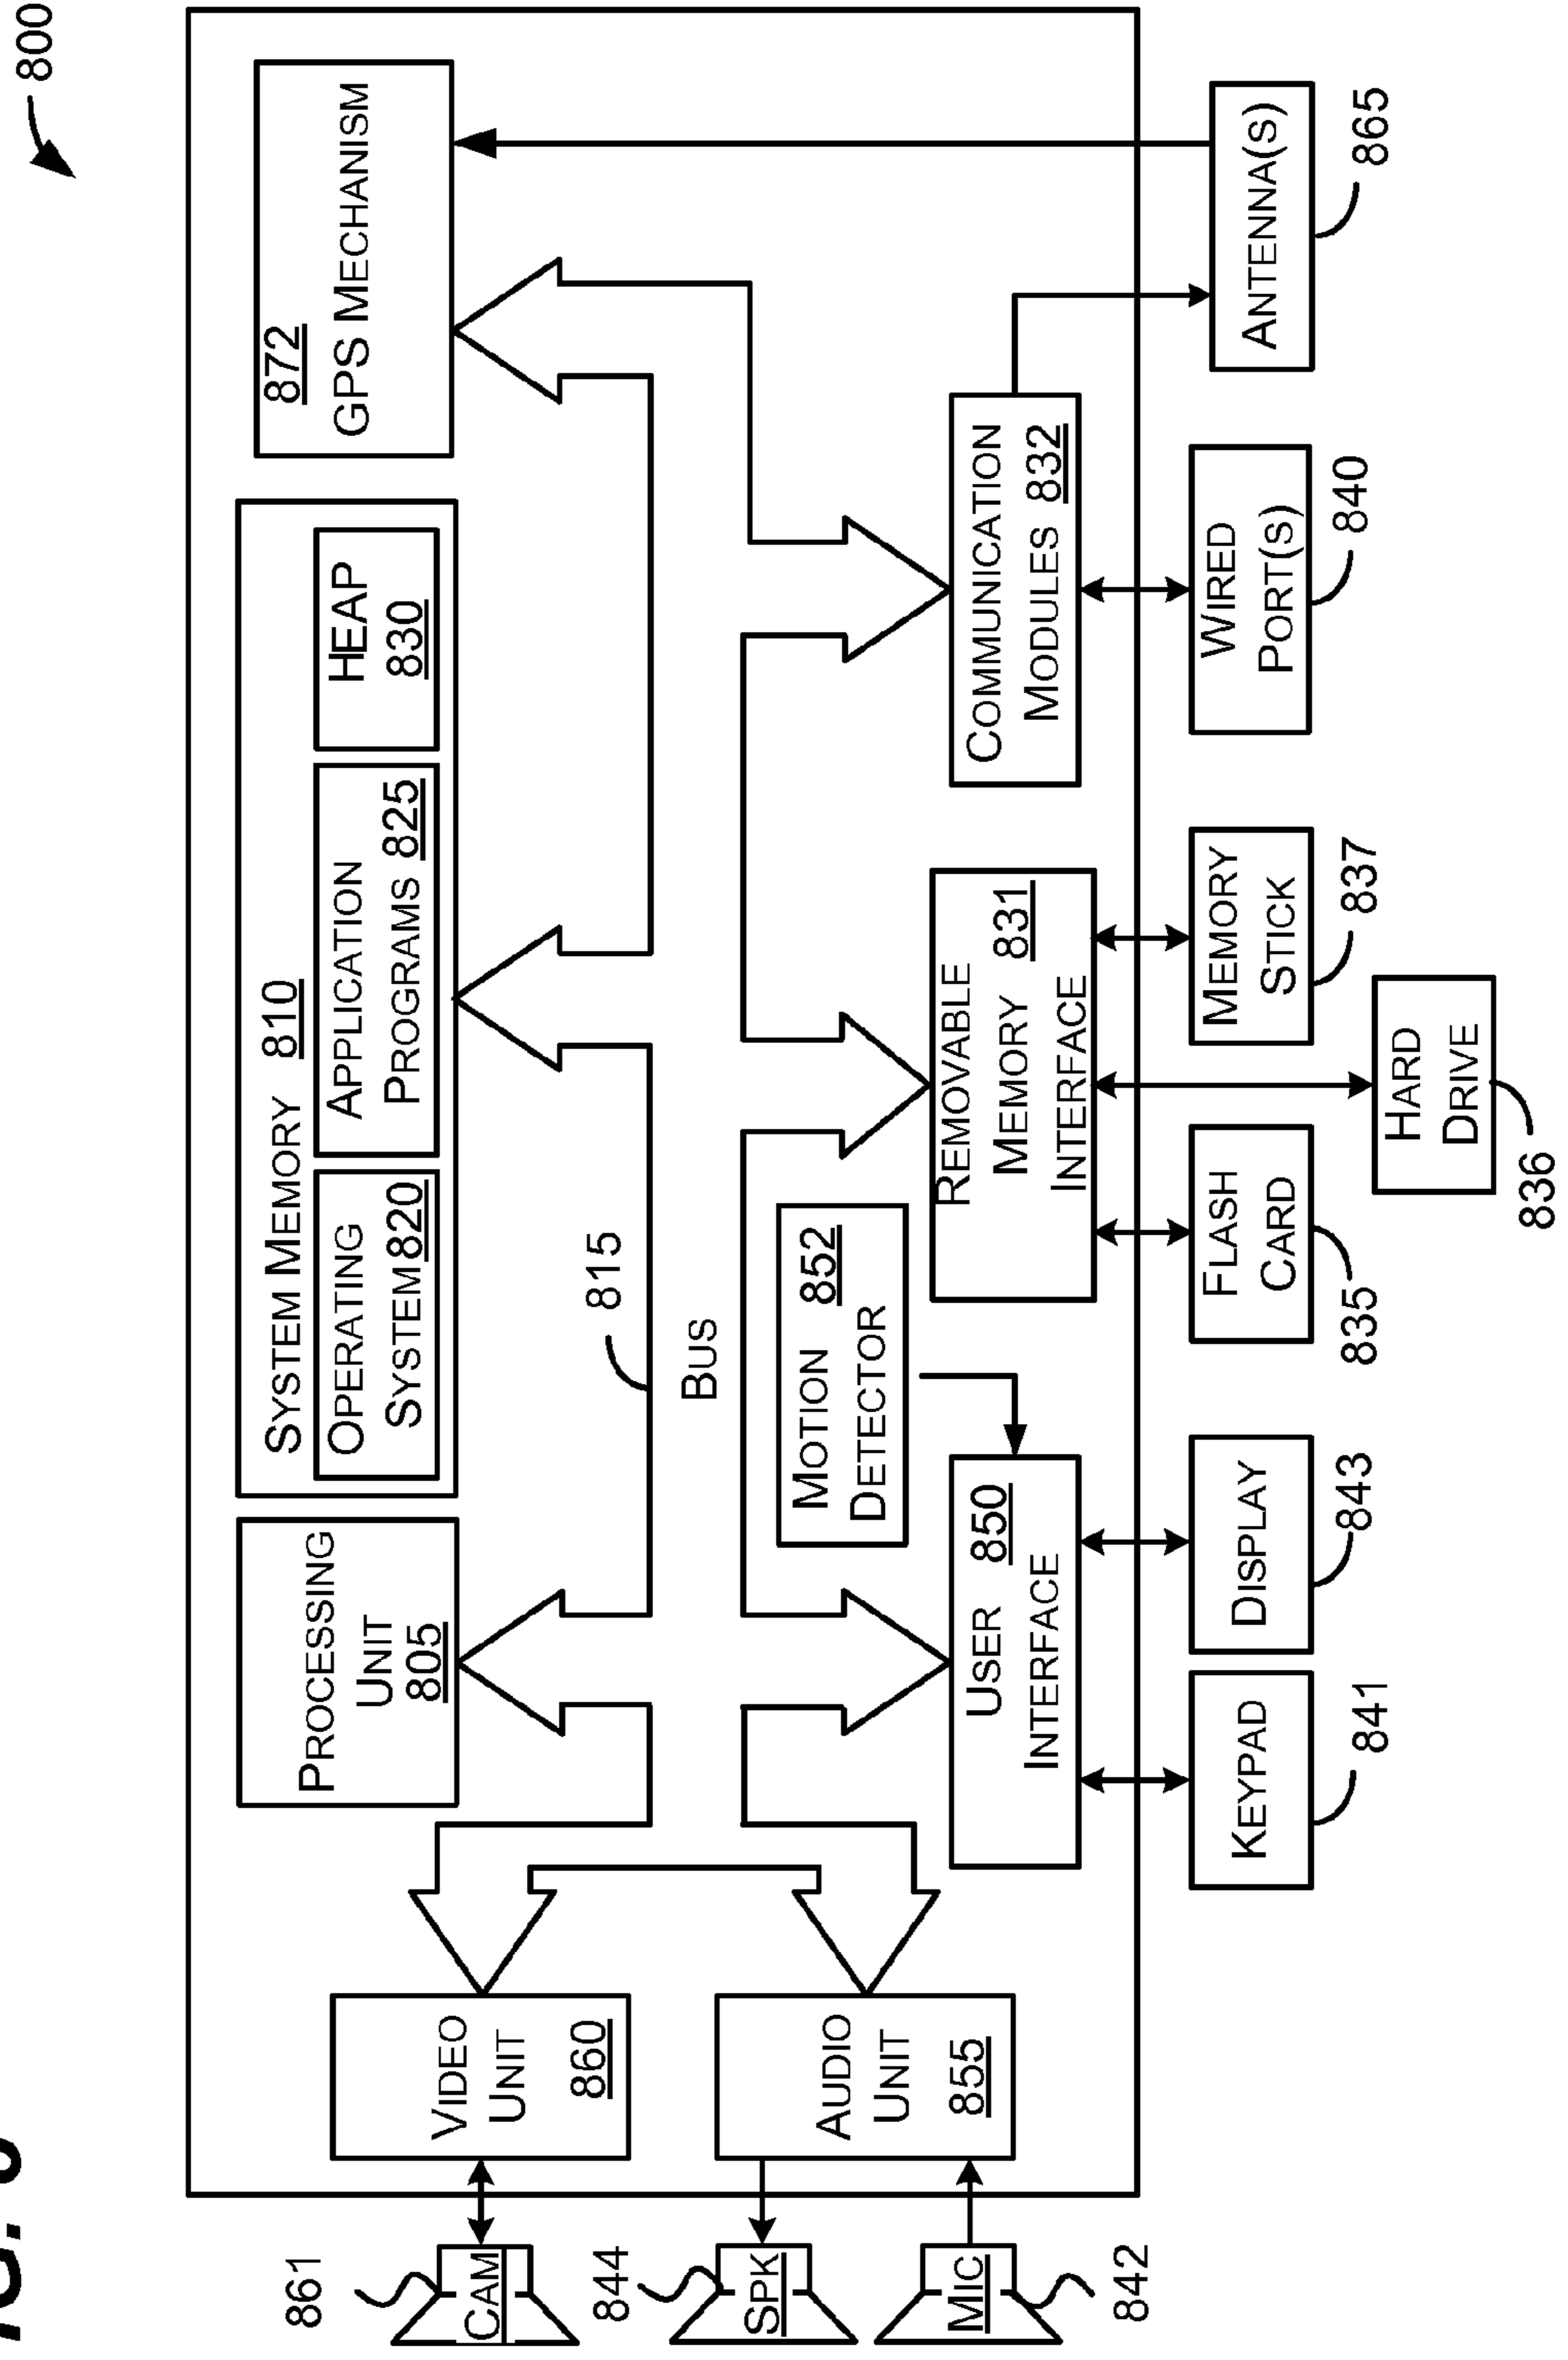 800
872
GPS MECHANISM
SYSTEM MEMORY 810
OPERATING
SYSTEM 820
APPLICATION
PROGRAMS 825
HEAP
830
PROCESSING
UNIT
805
815
BUS
VIDEO
UNIT
860
AUDIO
UNIT
855
861
CAM
844
SPK
MIC
842
MOTION
DETECTOR
852
USER
INTERFACE
850
REMOVABLE
MEMORY 831
INTERFACE
COMMUNICATION
MODULES 832
KEYPAD
841
DISPLAY
843
FLASH
CARD
835
HARD
DRIVE
836
MEMORY
STICK
837
WIRED
PORT(S)
840
ANTENNA(S)
865